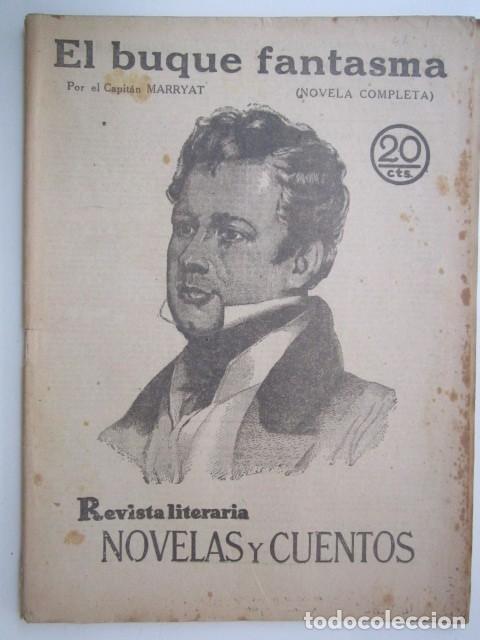 El buque fantasma
Por el Capitán MARRYAT (NOVELA COMPLETA)
20
cts.
Revista literaria
NOVELAS Y CUENTOS
todocoleccion